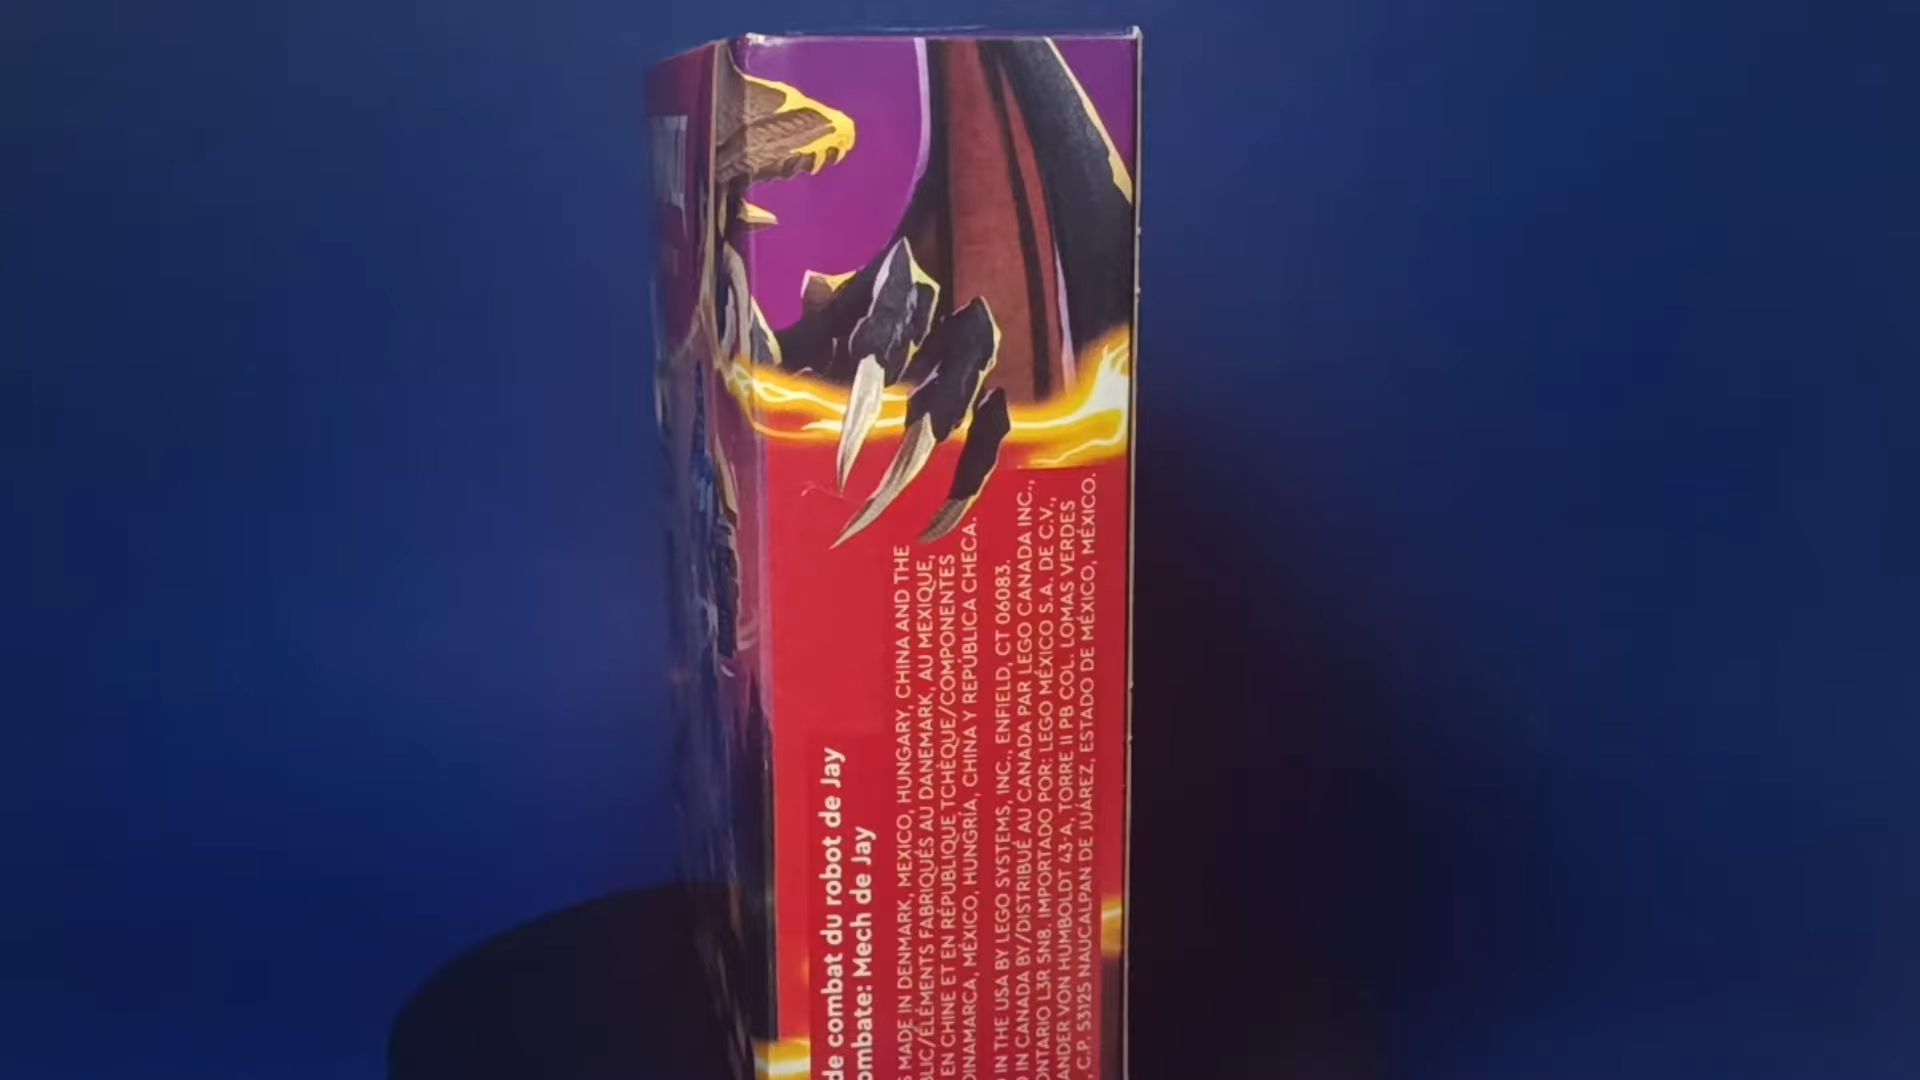 de combat du robot de Jay
ombate: Mech de Jay
S MADE IN DENMARK, MEXICO, HUNGARY, CHINA AND THE
BLIC/ÉLÉMENTS FABRIQUÉS AU DANEMARK, AU MEXIQUE,
EN CHINE ET EN RÉPUBLIQUE TCHÈQUE/COMPONENTES
DINAMARCA, MÉXICO, HUNGRÍA, CHINA Y REPÚBLICA CHECA.
IN THE USA BY LEGO SYSTEMS, INC., ENFIELD, CT 06083.
D IN CANADA BY/DISTRIBUÉ AU CANADA PAR LEGO CANADA INC.,
ONTARIO L3R 5N8. IMPORTADO POR: LEGO MÉXICO S.A. DE C.V.,
ANDER VON HUMBOLDT 43-A, TORRE II PB COL. LOMAS VERDES
, C.P. 53125 NAUCALPAN DE JUÁREZ, ESTADO DE MÉXICO, MÉXICO.